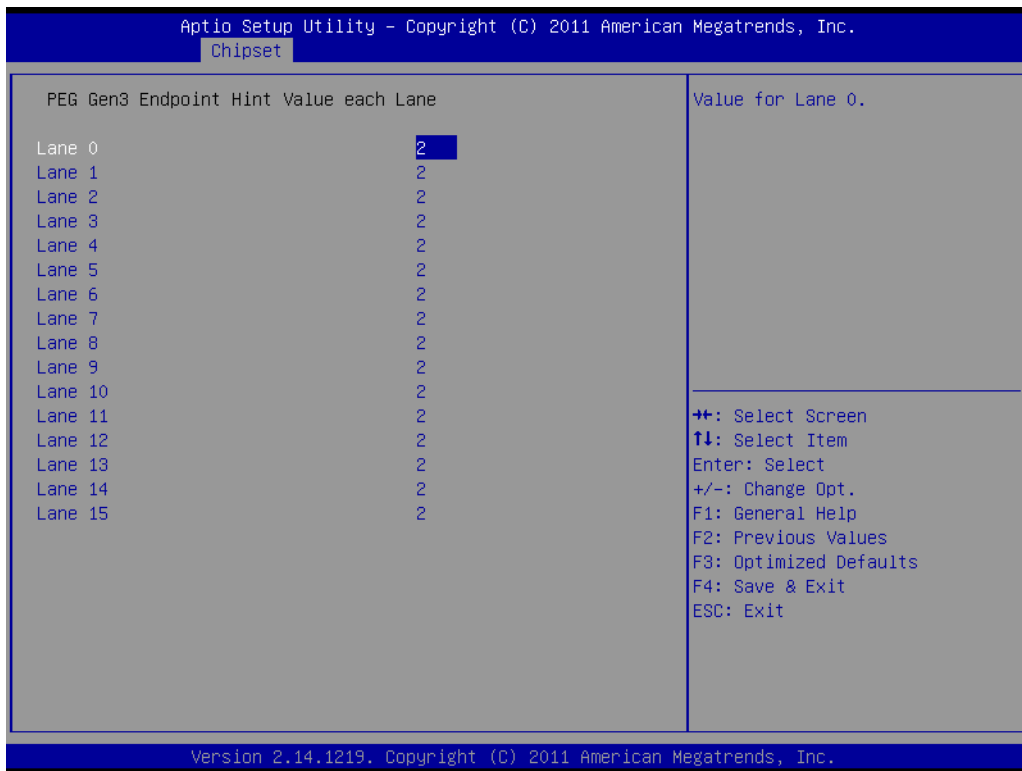 Aptio Setup Utility – Copyright (C) 2011 American Megatrends, Inc.
Chipset
PEG Gen3 Endpoint Hint Value each Lane
Lane 0 2
Lane 1 2
Lane 2 2
Lane 3 2
Lane 4 2
Lane 5 2
Lane 6 2
Lane 7 2
Lane 8 2
Lane 9 2
Lane 10 2
Lane 11 2
Lane 12 2
Lane 13 2
Lane 14 2
Lane 15 2
Value for Lane 0.
→←: Select Screen
↑↓: Select Item
Enter: Select
+/-: Change Opt.
F1: General Help
F2: Previous Values
F3: Optimized Defaults
F4: Save & Exit
ESC: Exit
Version 2.14.1219. Copyright (C) 2011 American Megatrends, Inc.